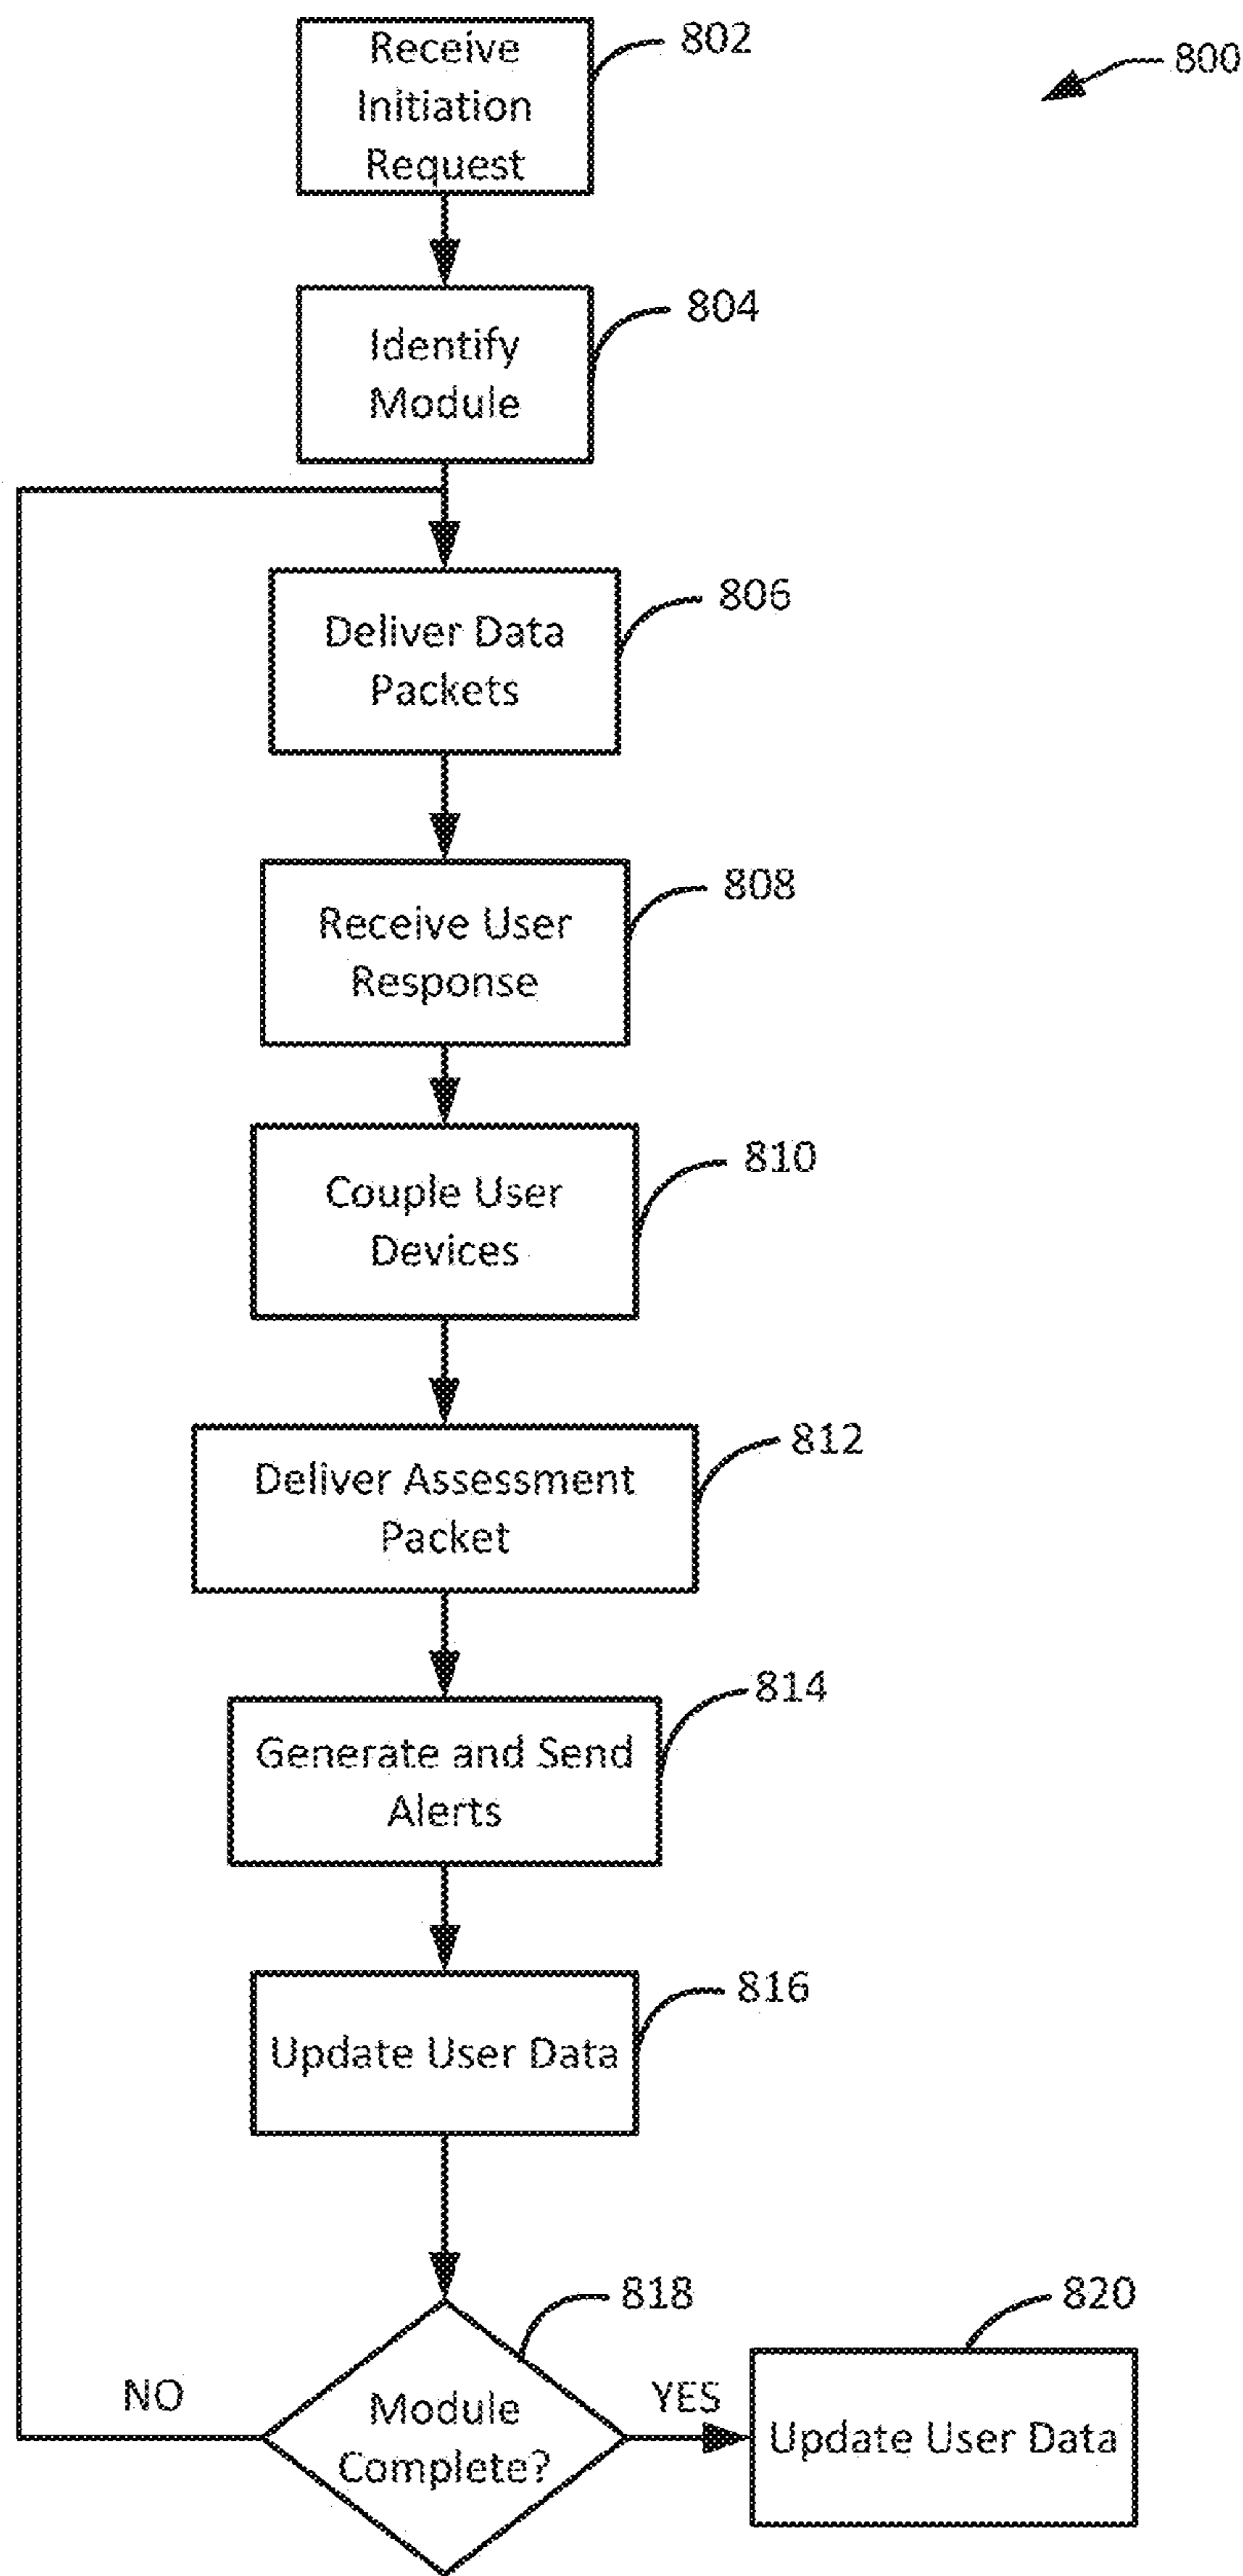 Receive
Initiation
Request
802
800
Identify
Module
804
Deliver Data
Packets
806
Receive User
Response
808
Couple User
Devices
810
Deliver Assessment
Packet
812
Generate and Send
Alerts
814
Update User Data
816
Module
Complete?
818
NO
YES
Update User Data
820